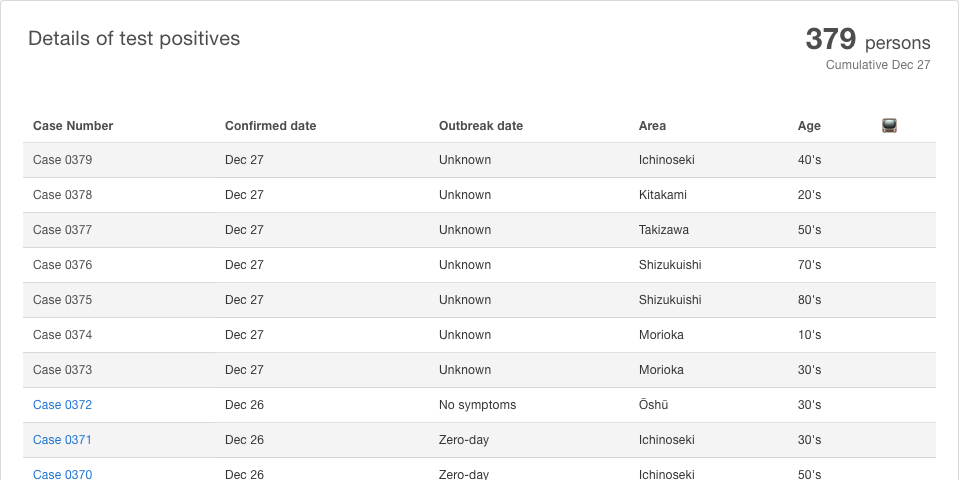 Details of test positives
379 persons
Cumulative Dec 27
Case Number Confirmed date Outbreak date Area Age
Case 0379 Dec 27 Unknown Ichinoseki 40's
Case 0378 Dec 27 Unknown Kitakami 20's
Case 0377 Dec 27 Unknown Takizawa 50's
Case 0376 Dec 27 Unknown Shizukuishi 70's
Case 0375 Dec 27 Unknown Shizukuishi 80's
Case 0374 Dec 27 Unknown Morioka 10's
Case 0373 Dec 27 Unknown Morioka 30's
Case 0372 Dec 26 No symptoms Ōshū 30's
Case 0371 Dec 26 Zero-day Ichinoseki 30's
Case 0370 Dec 26 Zero-day Ichinoseki 50's